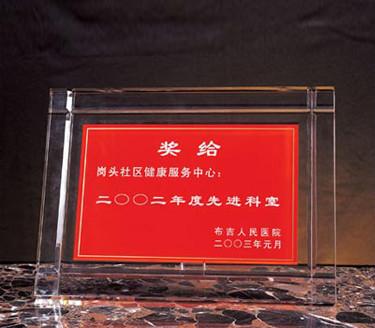 奖给
岗头社区健康服务中心：
二〇〇二年度先进科室
布吉人民医院
二〇〇三年元月